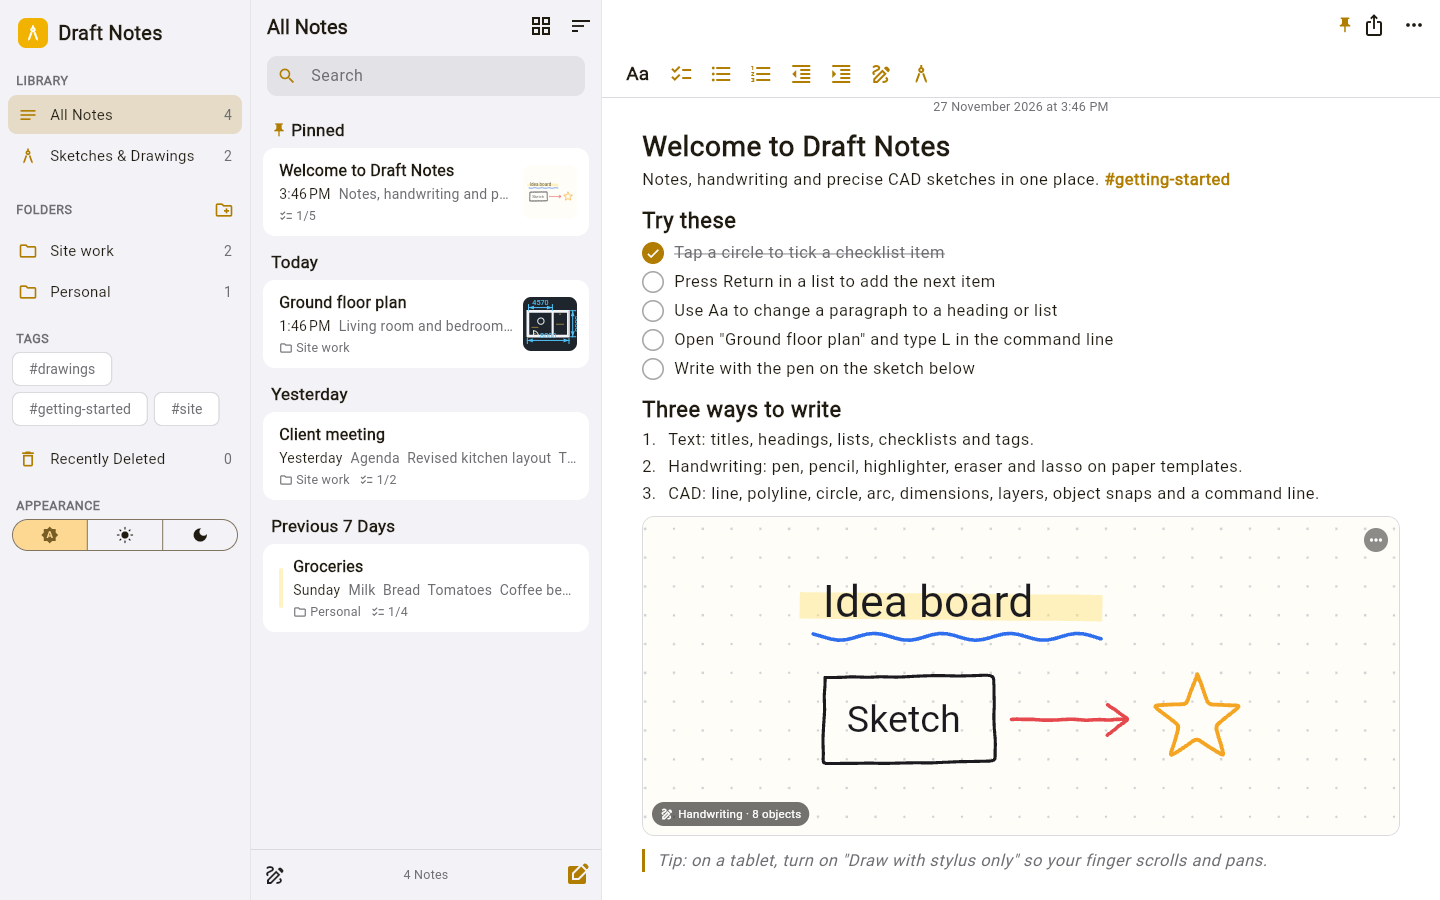 Draft Notes
LIBRARY
All Notes 4
Sketches & Drawings 2
FOLDERS
Site work 2
Personal 1
TAGS
#drawings
#getting-started #site
Recently Deleted 0
APPEARANCE
A
All Notes
Search
Pinned
Welcome to Draft Notes
3:46 PM Notes, handwriting and p…
1/5
Idea board
Sketch
Today
Ground floor plan
1:46 PM Living room and bedroom…
Site work
4570
Yesterday
Client meeting
Yesterday Agenda Revised kitchen layout T…
Site work 1/2
Previous 7 Days
Groceries
Sunday Milk Bread Tomatoes Coffee be…
Personal 1/4
4 Notes
Aa
27 November 2026 at 3:46 PM
Welcome to Draft Notes
Notes, handwriting and precise CAD sketches in one place. #getting-started
Try these
Tap a circle to tick a checklist item
Press Return in a list to add the next item
Use Aa to change a paragraph to a heading or list
Open "Ground floor plan" and type L in the command line
Write with the pen on the sketch below
Three ways to write
1. Text: titles, headings, lists, checklists and tags.
2. Handwriting: pen, pencil, highlighter, eraser and lasso on paper templates.
3. CAD: line, polyline, circle, arc, dimensions, layers, object snaps and a command line.
Idea board
Sketch
Handwriting · 8 objects
Tip: on a tablet, turn on "Draw with stylus only" so your finger scrolls and pans.